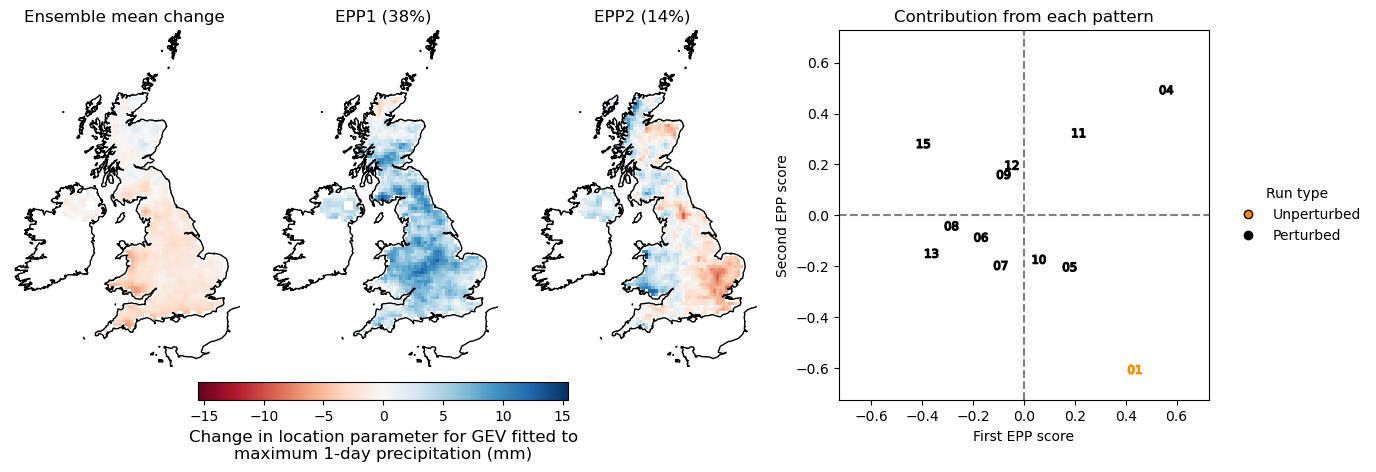 Ensemble mean change
EPP1 (38%)
EPP2 (14%)
Contribution from each pattern
−15 −10 −5 0 5 10 15
Change in location parameter for GEV fitted to
maximum 1-day precipitation (mm)
Second EPP score
0.6
0.4
0.2
0.0
−0.2
−0.4
−0.6
04
11
15
12
09
08
06
13
10
07
05
01
−0.6 −0.4 −0.2 0.0 0.2 0.4 0.6
First EPP score
Run type
Unperturbed
Perturbed